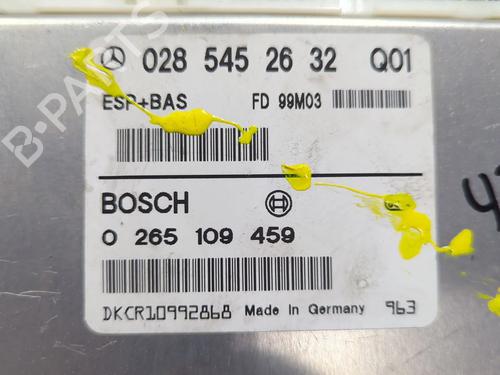 028 545 26 32 Q01
ESP+BAS FD 99M03
BOSCH
0 265 109 459
DKCR10992868 Made in Germany 963
B-PARTS